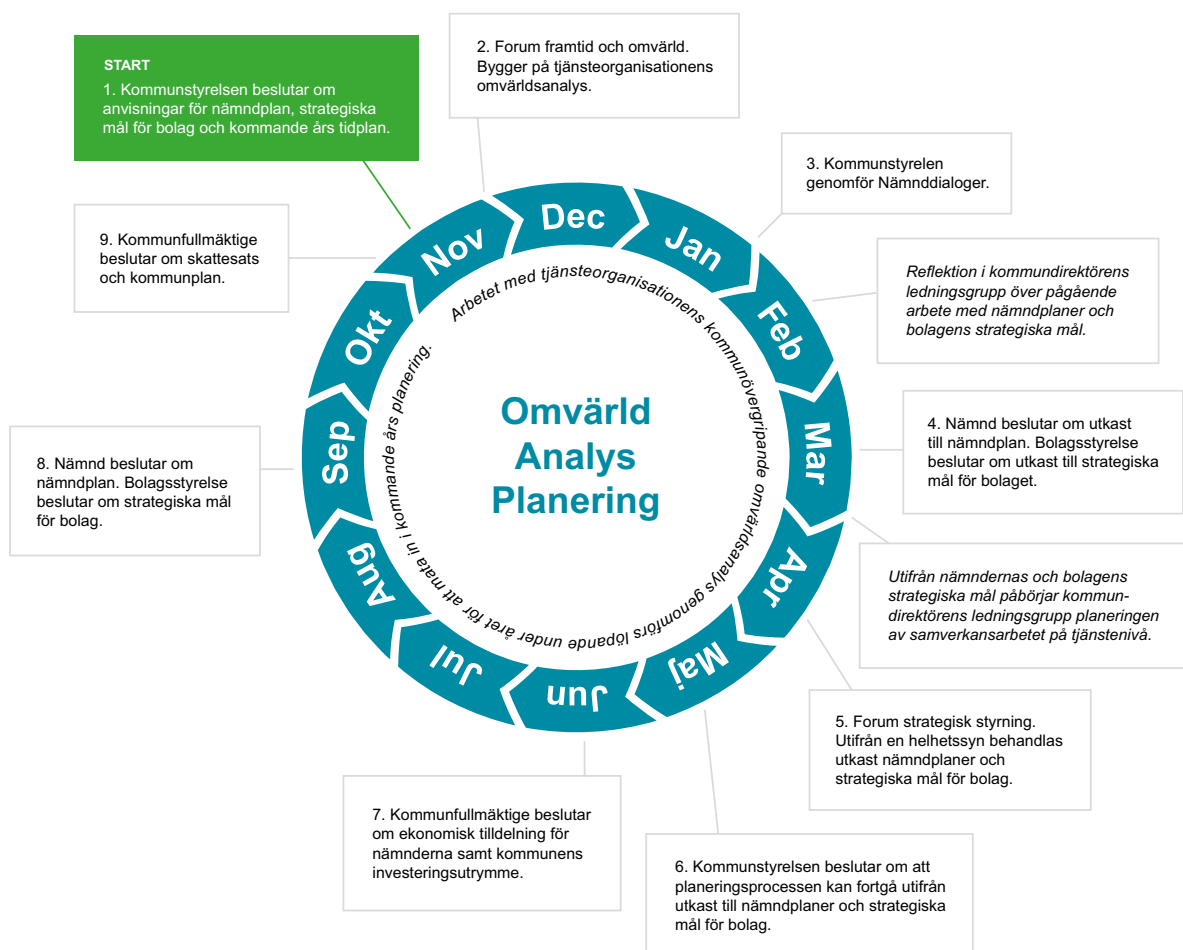 START
1. Kommunstyrelsen beslutar om
anvisningar för nämndplan, strategiska
mål för bolag och kommande års tidplan.
2. Forum framtid och omvärld.
Bygger på tjänsteorganisationens
omvärldsanalys.
3. Kommunstyrelen
genomför Nämnddialoger.
Reflektion i kommundirektörens
ledningsgrupp över pågående
arbete med nämndplaner och
bolagens strategiska mål.
4. Nämnd beslutar om utkast
till nämndplan. Bolagsstyrelse
beslutar om utkast till strategiska
mål för bolaget.
Utifrån nämndernas och bolagens
strategiska mål påbörjar kommun-
direktörens ledningsgrupp planeringen
av samverkansarbetet på tjänstenivå.
5. Forum strategisk styrning.
Utifrån en helhetssyn behandlas
utkast nämndplaner och
strategiska mål för bolag.
6. Kommunstyrelsen beslutar om att
planeringsprocessen kan fortgå utifrån
utkast till nämndplaner och strategiska
mål för bolag.
7. Kommunfullmäktige beslutar
om ekonomisk tilldelning för
nämnderna samt kommunens
investeringsutrymme.
8. Nämnd beslutar om
nämndplan. Bolagsstyrelse
beslutar om strategiska mål
för bolag.
9. Kommunfullmäktige
beslutar om skattesats
och kommunplan.
Nov
Dec
Jan
Feb
Mar
Apr
Maj
Jun
Jul
Aug
Sep
Okt
Arbetet med tjänsteorganisationens kommunövergripande omvärldsanalys genomförs löpande under året för att mata in i kommande års planering.
Omvärld
Analys
Planering